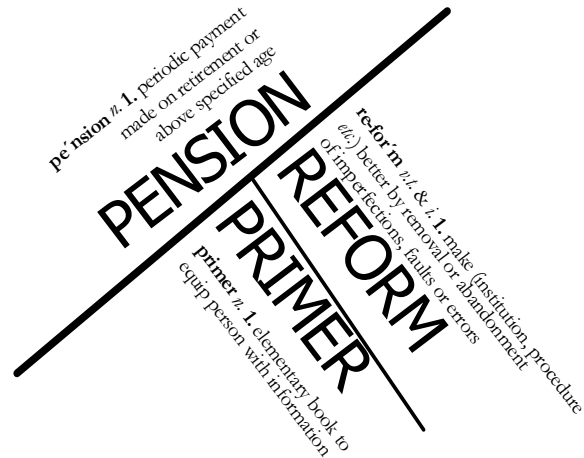 pe´nsion n. 1. periodic payment
made on retirement or
above specified age
PENSION
re-for´m v.t. & i. 1. make (institution, procedure
etc.) better by removal or abandonment
of imperfections, faults or errors
REFORM
PRIMER
primer n. 1. elementary book to
equip person with information